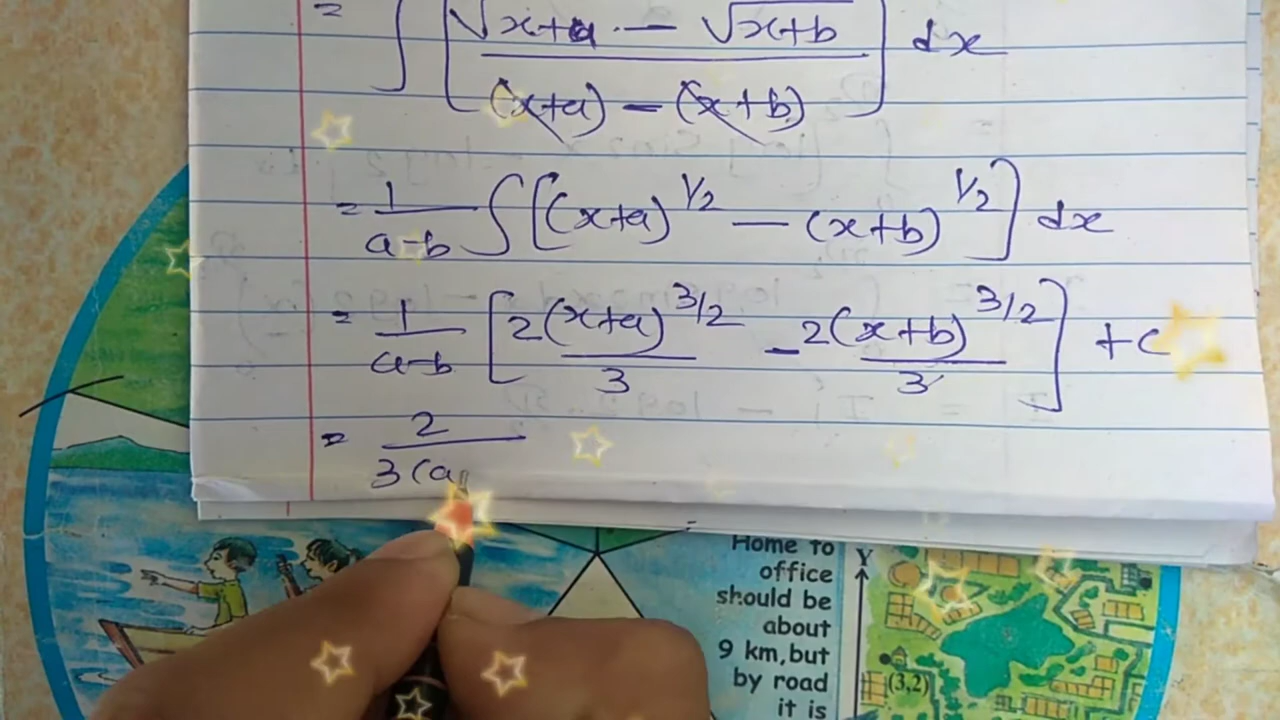 = ∫ [ (√x+a - √x+b) / ((x+a) - (x+b)) ] dx
= 1/(a-b) ∫ [(x+a)^1/2 - (x+b)^1/2] dx
= 1/(a-b) [ 2(x+a)^3/2 / 3 - 2(x+b)^3/2 / 3 ] + c
= 2 / 3(a
Home to
office
should be
about
9 km, but
by road
it is
Y
(3,2)